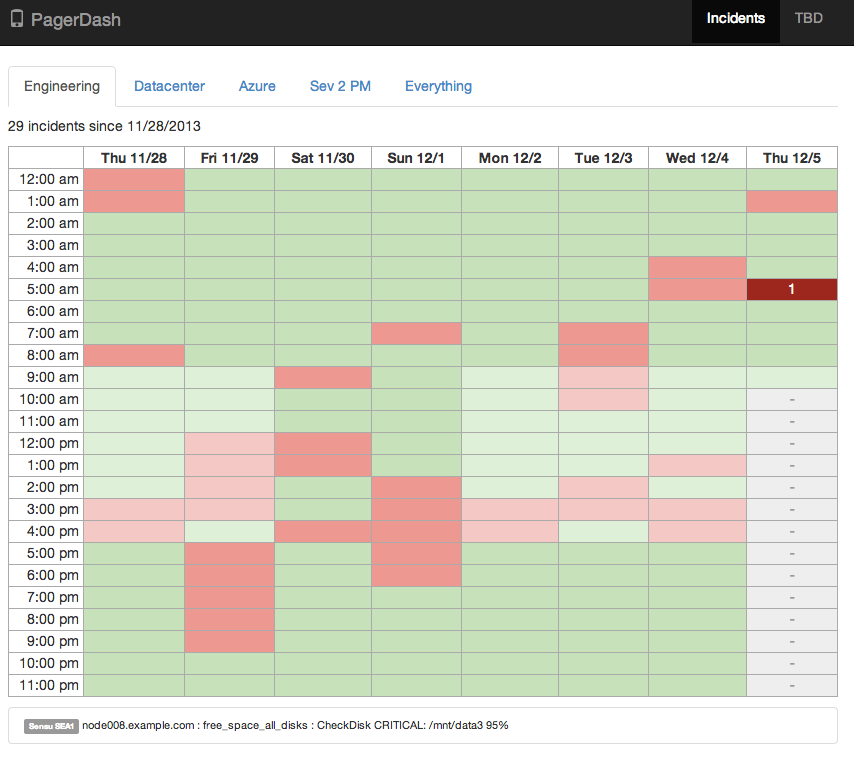 PagerDash Incidents TBD
Engineering Datacenter Azure Sev 2 PM Everything
29 incidents since 11/28/2013
Thu 11/28 Fri 11/29 Sat 11/30 Sun 12/1 Mon 12/2 Tue 12/3 Wed 12/4 Thu 12/5
12:00 am
1:00 am
2:00 am
3:00 am
4:00 am
5:00 am 1
6:00 am
7:00 am
8:00 am
9:00 am
10:00 am -
11:00 am -
12:00 pm -
1:00 pm -
2:00 pm -
3:00 pm -
4:00 pm -
5:00 pm -
6:00 pm -
7:00 pm -
8:00 pm -
9:00 pm -
10:00 pm -
11:00 pm -
Sensu SEA1 node008.example.com : free_space_all_disks : CheckDisk CRITICAL: /mnt/data3 95%